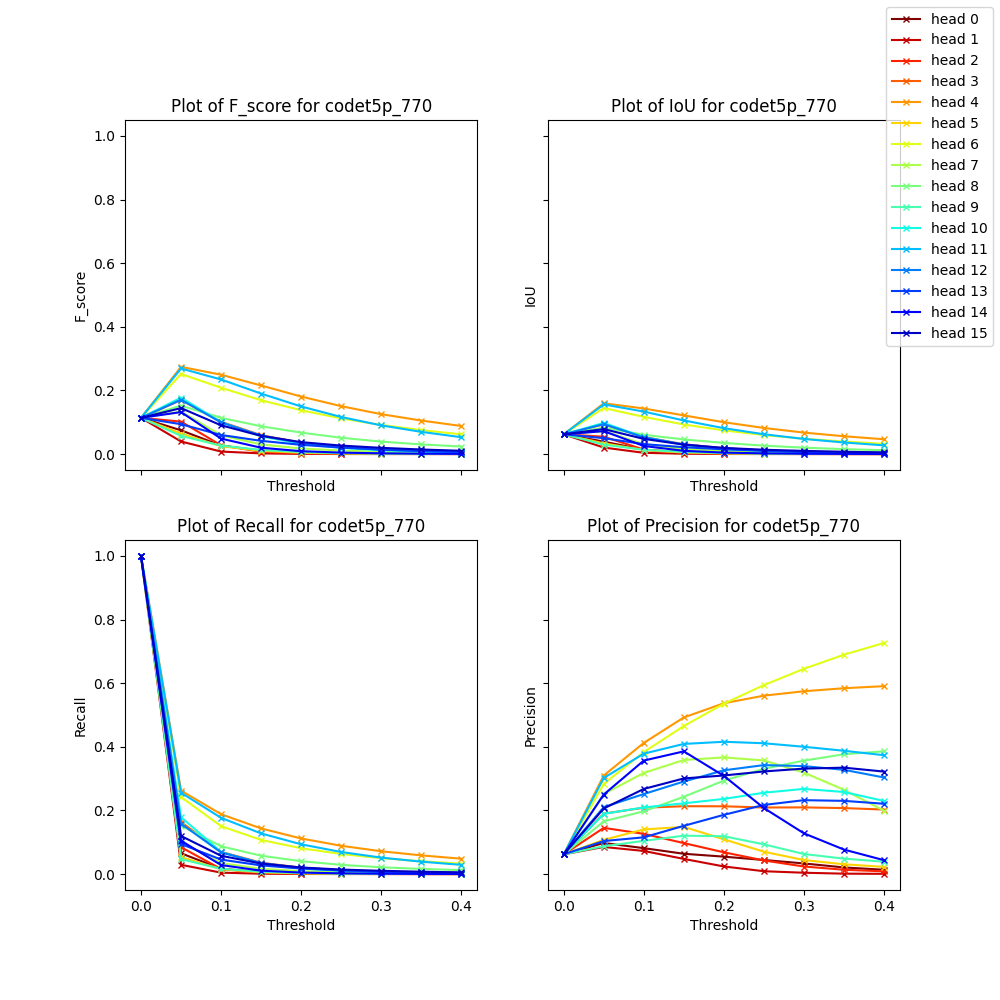 Plot of F_score for codet5p_770
F_score
1.0
0.8
0.6
0.4
0.2
0.0
Threshold
Plot of IoU for codet5p_770
IoU
Threshold
head 0
head 1
head 2
head 3
head 4
head 5
head 6
head 7
head 8
head 9
head 10
head 11
head 12
head 13
head 14
head 15
Plot of Recall for codet5p_770
Recall
1.0
0.8
0.6
0.4
0.2
0.0
0.0 0.1 0.2 0.3 0.4
Threshold
Plot of Precision for codet5p_770
Precision
0.0 0.1 0.2 0.3 0.4
Threshold